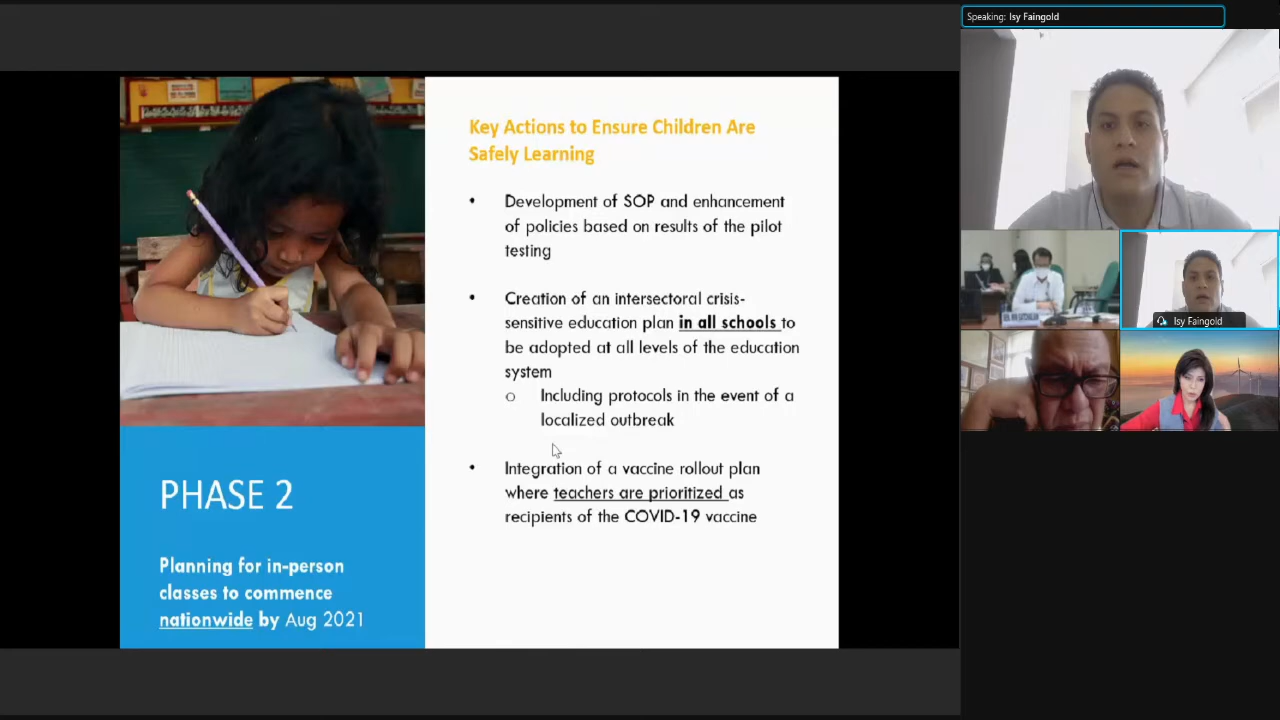 Speaking: Isy Faingold
Key Actions to Ensure Children Are
Safely Learning
• Development of SOP and enhancement
of policies based on results of the pilot
testing
• Creation of an intersectoral crisis-
sensitive education plan in all schools to
be adopted at all levels of the education
system
o Including protocols in the event of a
localized outbreak
• Integration of a vaccine rollout plan
where teachers are prioritized as
recipients of the COVID-19 vaccine
PHASE 2
Planning for in-person
classes to commence
nationwide by Aug 2021
Isy Faingold